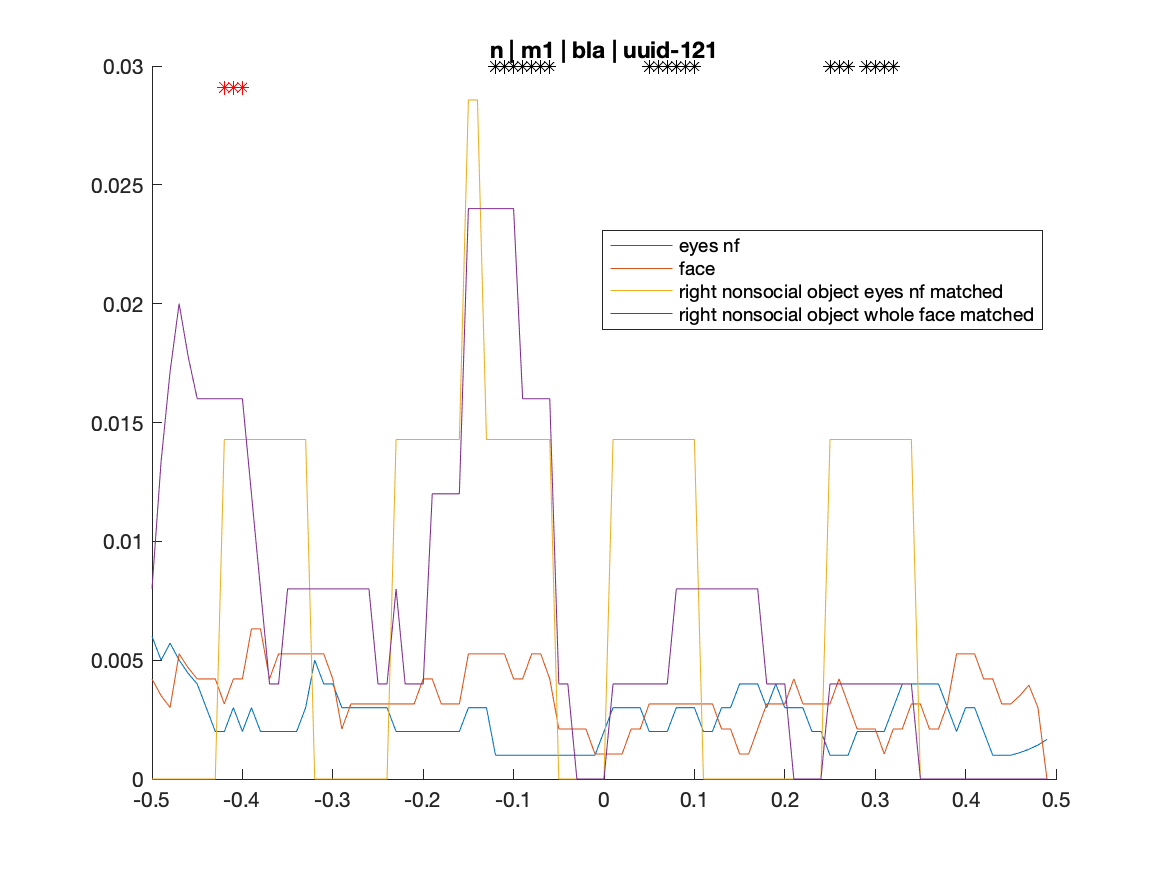 n | m1 | bla | uuid-121
0.03
0.025
0.02
0.015
0.01
0.005
0
eyes nf
face
right nonsocial object eyes nf matched
right nonsocial object whole face matched
-0.5 -0.4 -0.3 -0.2 -0.1 0 0.1 0.2 0.3 0.4 0.5